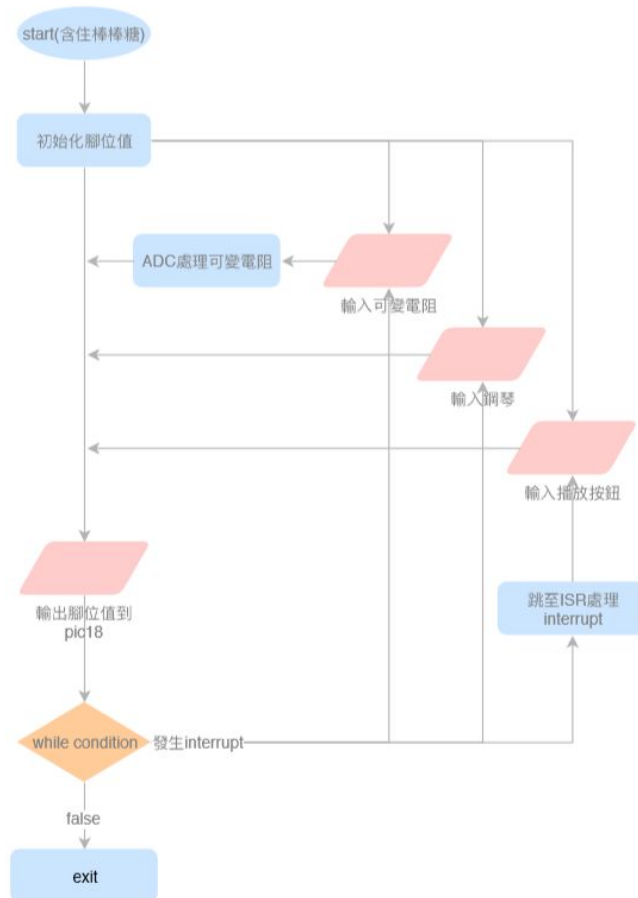 start(含住棒棒糖)
初始化腳位值
ADC處理可變電阻
輸入可變電阻
輸入鋼琴
輸入播放按鈕
輸出腳位值到
pic18
跳至ISR處理
interrupt
while condition
發生interrupt
false
exit